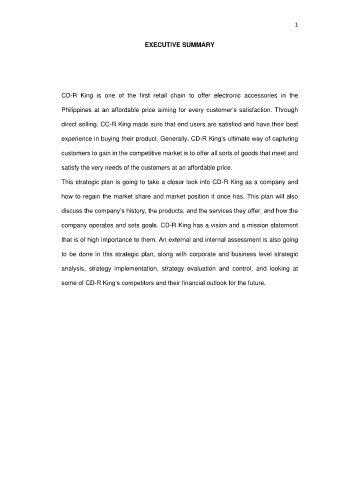 1
EXECUTIVE SUMMARY
CD-R King is one of the first retail chain to offer electronic accessories in the
Philippines at an affordable price aiming for every customer's satisfaction. Through
direct selling, CC-R King made sure that end users are satisfied and have their best
experience in buying their product. Generally, CD-R King's ultimate way of capturing
customers to gain in the competitive market is to offer all sorts of goods that meet and
satisfy the very needs of the customers at an affordable price.
This strategic plan is going to take a closer look into CD-R King as a company and
how to regain the market share and market position it once has. This plan will also
discuss the company's history, the products, and the services they offer, and how the
company operates and sets goals. CD-R King has a vision and a mission statement
that is of high importance to them. An external and internal assessment is also going
to be done in this strategic plan, along with corporate and business level strategic
analysis, strategy implementation, strategy evaluation and control, and looking at
some of CD-R King's competitors and their financial outlook for the future.